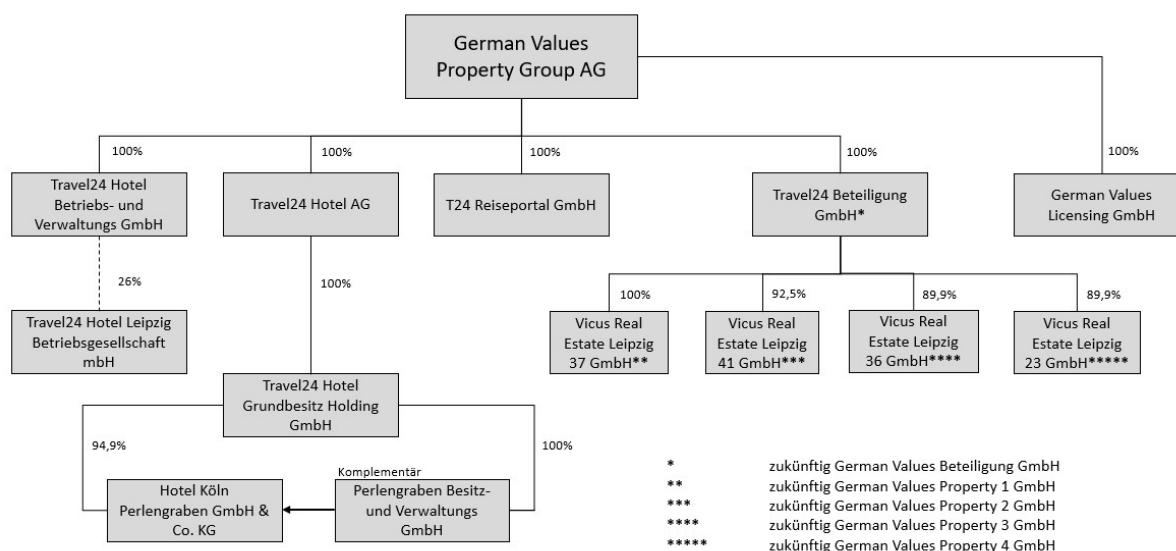 German Values
Property Group AG
100%
100%
100%
100%
100%
Travel24 Hotel
Betriebs- und
Verwaltungs GmbH
Travel24 Hotel AG
T24 Reiseportal GmbH
Travel24 Beteiligung
GmbH*
German Values
Licensing GmbH
26%
100%
100%
92,5%
89,9%
89,9%
Travel24 Hotel Leipzig
Betriebsgesellschaft
mbH
Vicus Real
Estate Leipzig
37 GmbH**
Vicus Real
Estate Leipzig
41 GmbH***
Vicus Real
Estate Leipzig
36 GmbH****
Vicus Real
Estate Leipzig
23 GmbH*****
Travel24 Hotel
Grundbesitz Holding
GmbH
94,9%
100%
Komplementär
Hotel Köln
Perlengraben GmbH &
Co. KG
Perlengraben Besitz-
und Verwaltungs
GmbH
* zukünftig German Values Beteiligung GmbH
** zukünftig German Values Property 1 GmbH
*** zukünftig German Values Property 2 GmbH
**** zukünftig German Values Property 3 GmbH
***** zukünftig German Values Property 4 GmbH